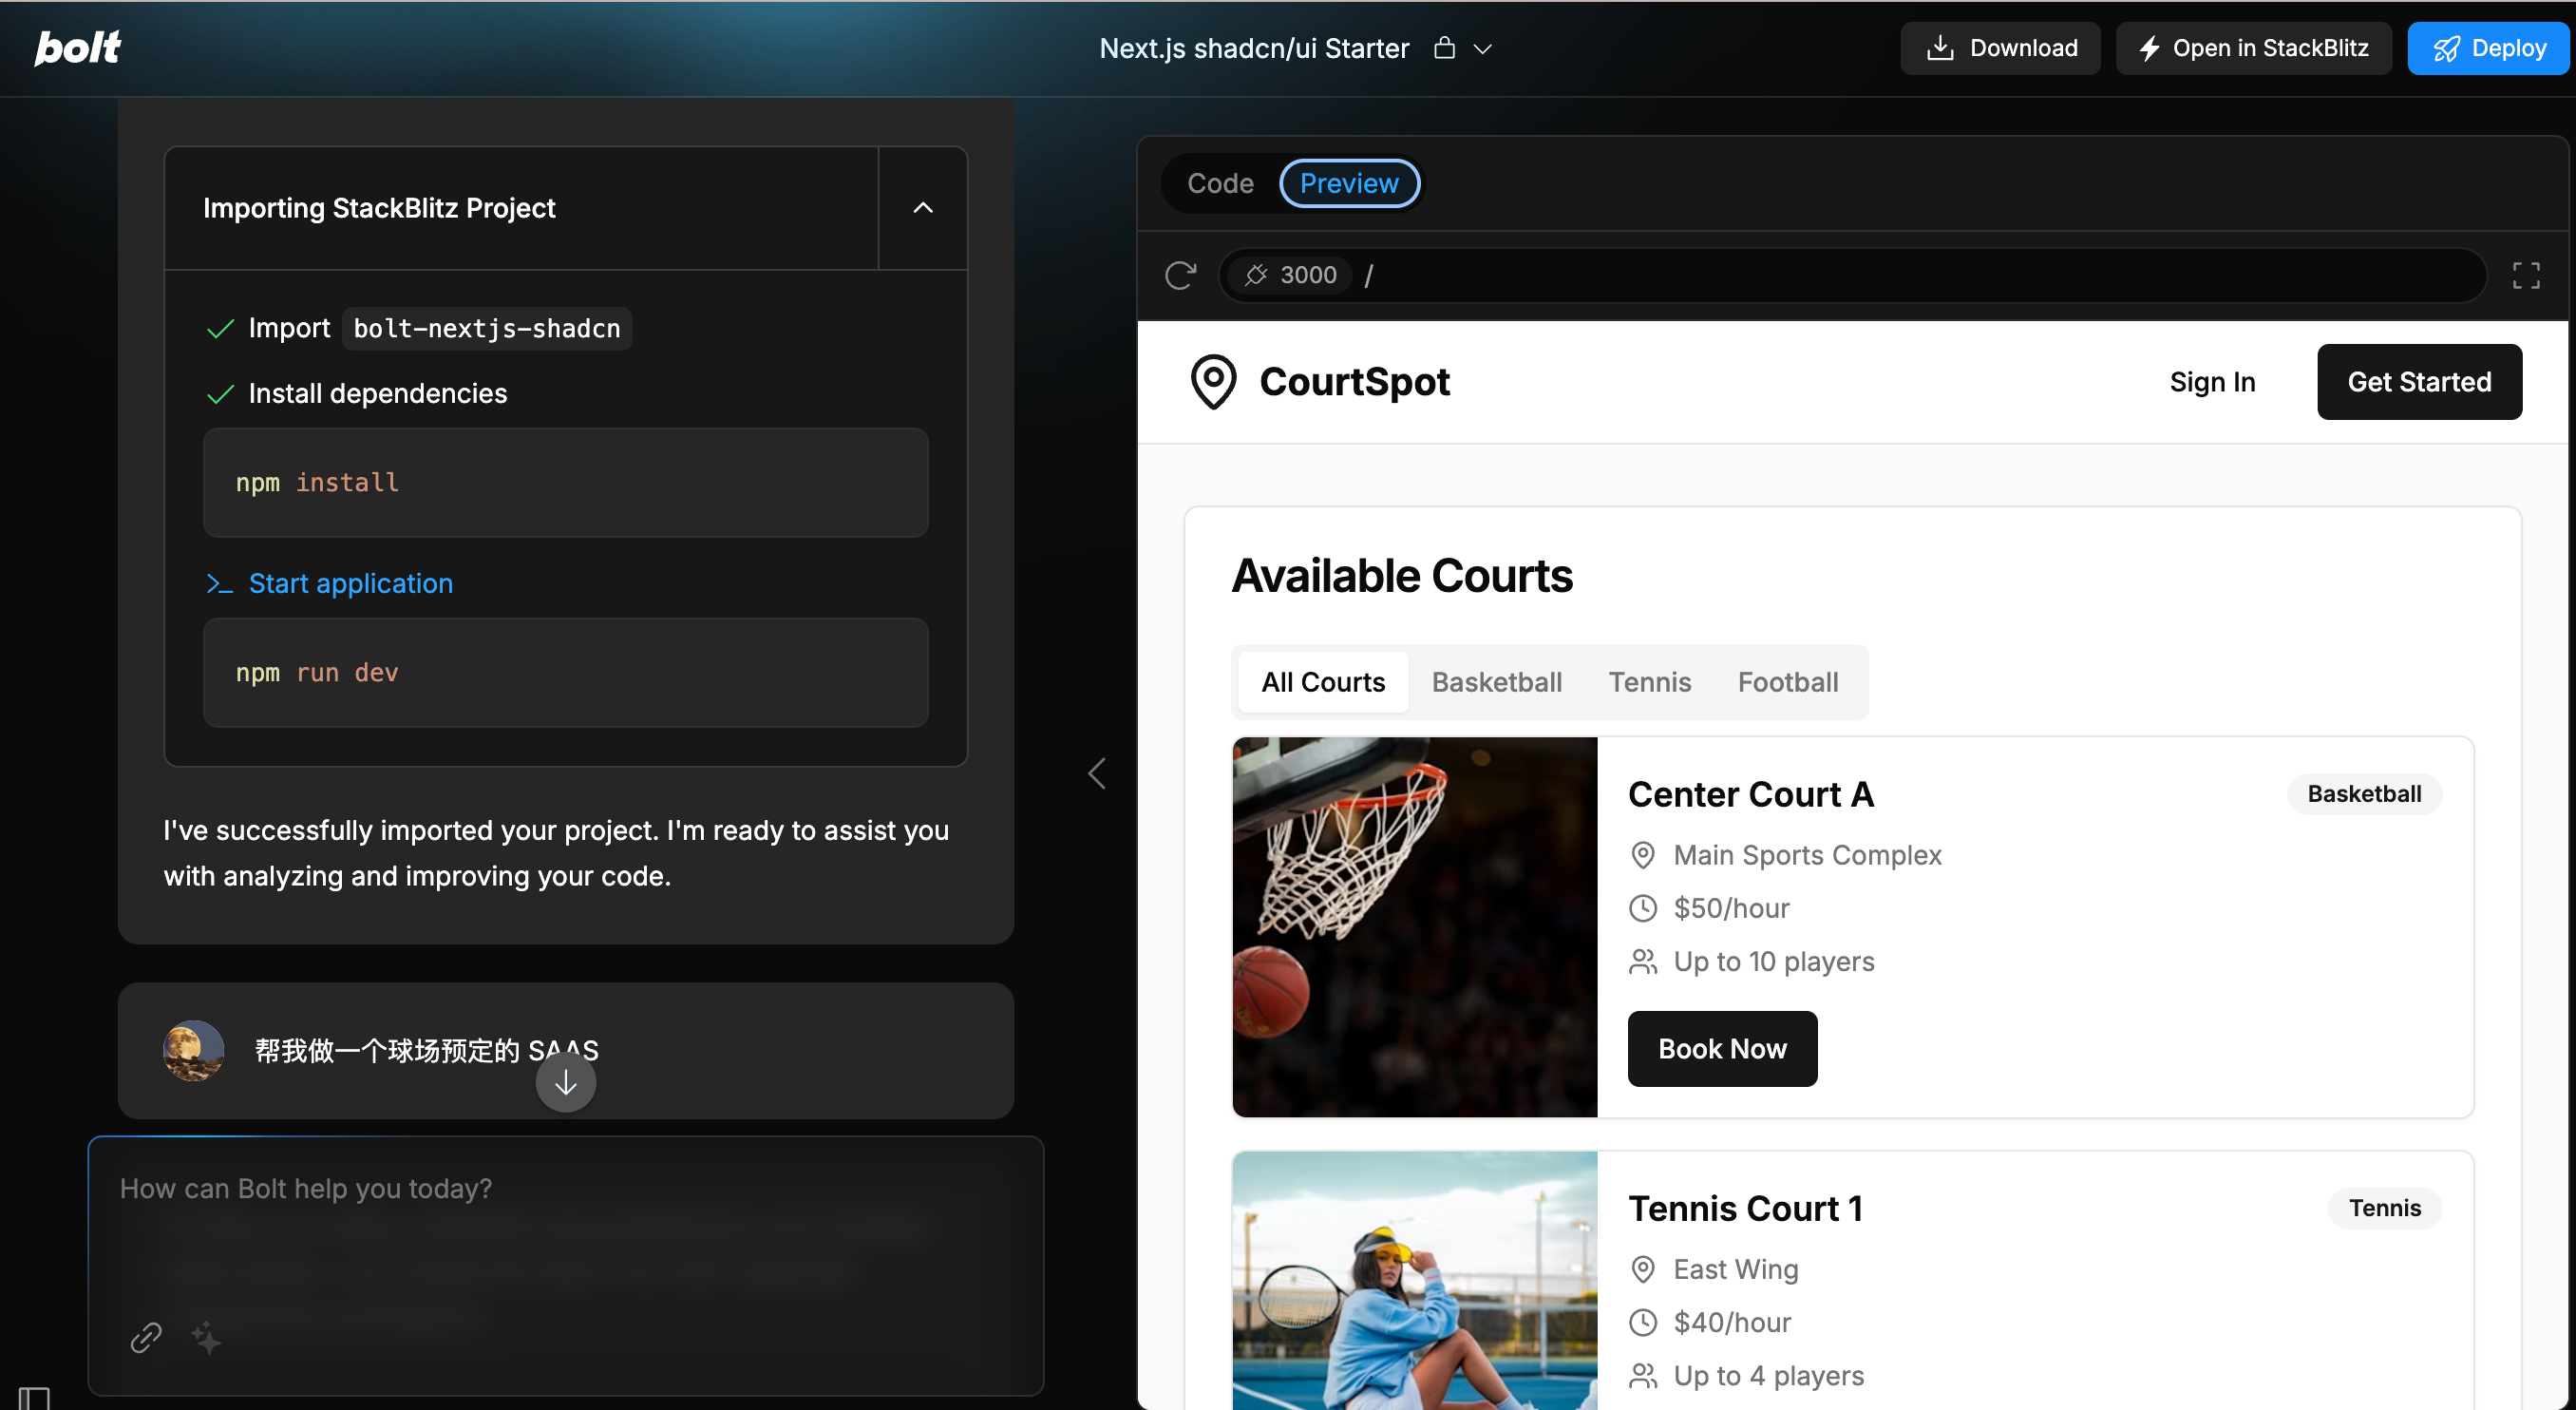 bolt
Next.js shadcn/ui Starter
Download
Open in StackBlitz
Deploy
Importing StackBlitz Project
Import bolt-nextjs-shadcn
Install dependencies
npm install
Start application
npm run dev
I've successfully imported your project. I'm ready to assist you
with analyzing and improving your code.
帮我做一个球场预定的 SAAS
How can Bolt help you today?
Code
Preview
3000 /
CourtSpot
Sign In
Get Started
Available Courts
All Courts
Basketball
Tennis
Football
Center Court A
Basketball
Main Sports Complex
$50/hour
Up to 10 players
Book Now
Tennis Court 1
Tennis
East Wing
$40/hour
Up to 4 players